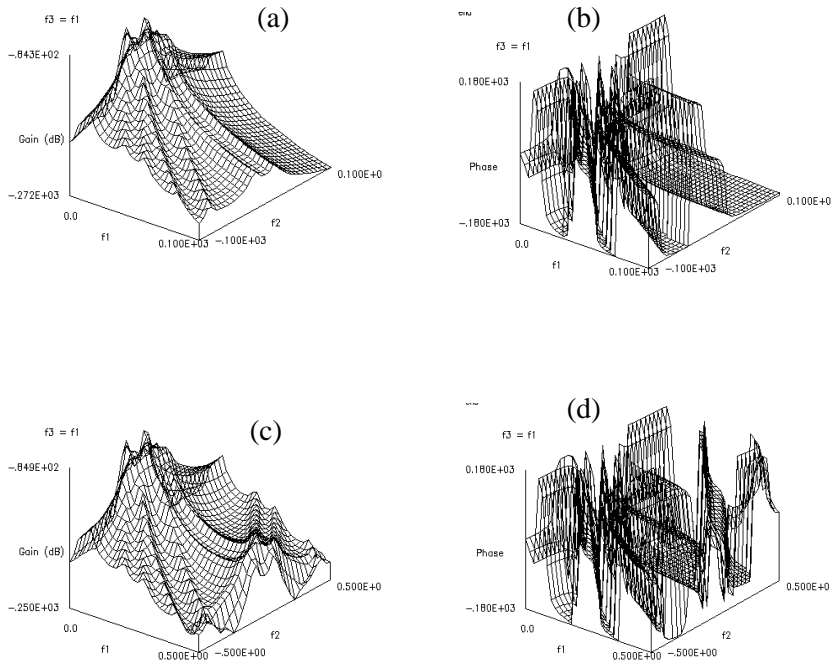 (a)
f3 = f1
-.843E+02
Gain (dB)
-.272E+03
0.0
f1
0.100E+03
-.100E+03
f2
0.100E+0
(b)
f3 = f1
0.180E+03
Phase
-.180E+03
0.0
f1
0.100E+03
-.100E+03
f2
0.100E+0
(c)
f3 = f1
-.849E+02
Gain (dB)
-.250E+03
0.0
f1
0.500E+00
-.500E+00
f2
0.500E+0
(d)
f3 = f1
0.180E+03
Phase
-.180E+03
0.0
f1
0.500E+00
-.500E+00
f2
0.500E+0